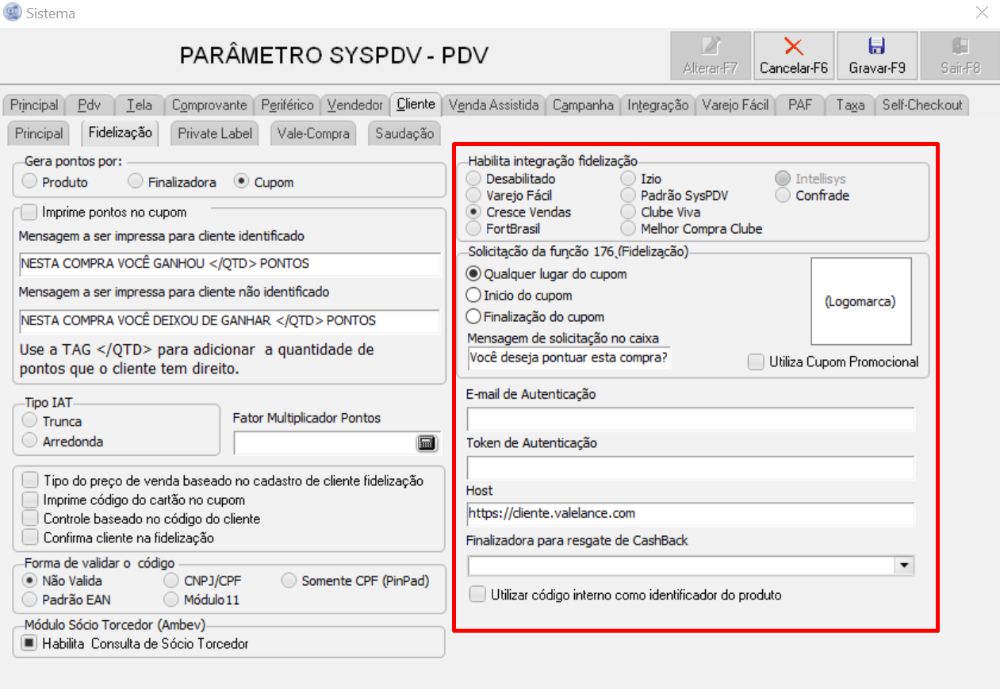 Sistema
PARÂMETRO SYSPDV - PDV
Alterar-F7
Cancelar-F6
Gravar-F9
Sair-F8
Principal
Pdv
Tela
Comprovante
Periférico
Vendedor
Cliente
Venda Assistida
Campanha
Integração
Varejo Fácil
PAF
Taxa
Self-Checkout
Principal
Fidelização
Private Label
Vale-Compra
Saudação
Gera pontos por:
Produto
Finalizadora
Cupom
Imprime pontos no cupom
Mensagem a ser impressa para cliente identificado
NESTA COMPRA VOCÊ GANHOU </QTD> PONTOS
Mensagem a ser impressa para cliente não identificado
NESTA COMPRA VOCÊ DEIXOU DE GANHAR </QTD> PONTOS
Use a TAG </QTD> para adicionar a quantidade de
pontos que o cliente tem direito.
Tipo IAT
Trunca
Arredonda
Fator Multiplicador Pontos
Tipo do preço de venda baseado no cadastro de cliente fidelização
Imprime código do cartão no cupom
Controle baseado no código do cliente
Confirma cliente na fidelização
Forma de validar o código
Não Valida
CNPJ/CPF
Somente CPF (PinPad)
Padrão EAN
Módulo11
Módulo Sócio Torcedor (Ambev)
Habilita Consulta de Sócio Torcedor
Habilita integração fidelização
Desabilitado
Izio
Intellisys
Varejo Fácil
Padrão SysPDV
Confrade
Cresce Vendas
Clube Viva
FortBrasil
Melhor Compra Clube
Solicitação da função 176 (Fidelização)
Qualquer lugar do cupom
Inicio do cupom
Finalização do cupom
(Logomarca)
Mensagem de solicitação no caixa
Você deseja pontuar esta compra?
Utiliza Cupom Promocional
E-mail de Autenticação
Token de Autenticação
Host
https://cliente.valelance.com
Finalizadora para resgate de CashBack
Utilizar código interno como identificador do produto